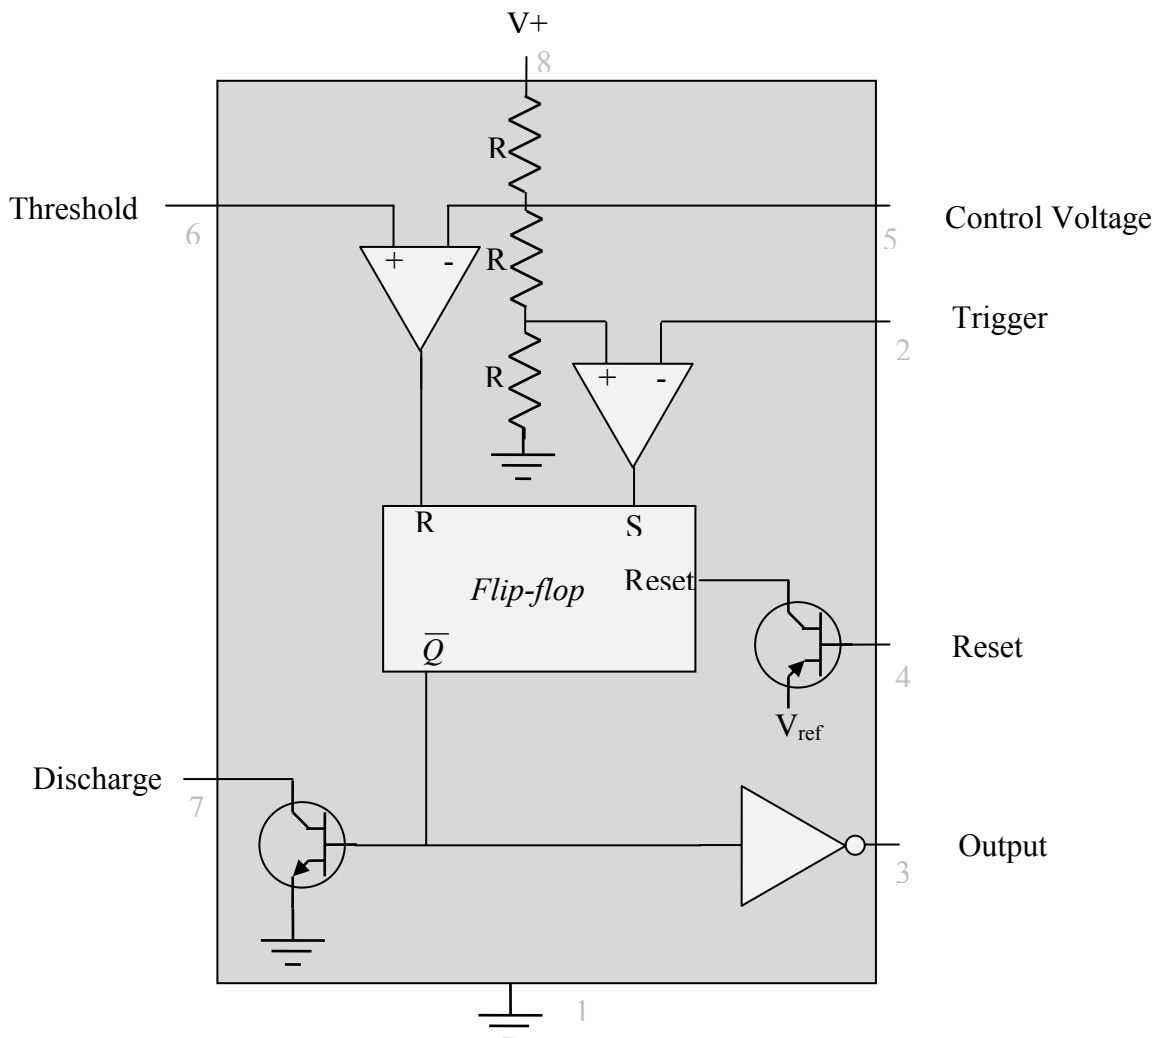 V+
8
R
Threshold
6
Control Voltage
5
+ -
R
Trigger
2
R
+ -
R
S
Flip-flop
Reset
Q̅
Reset
4
Vref
Discharge
7
Output
3
1